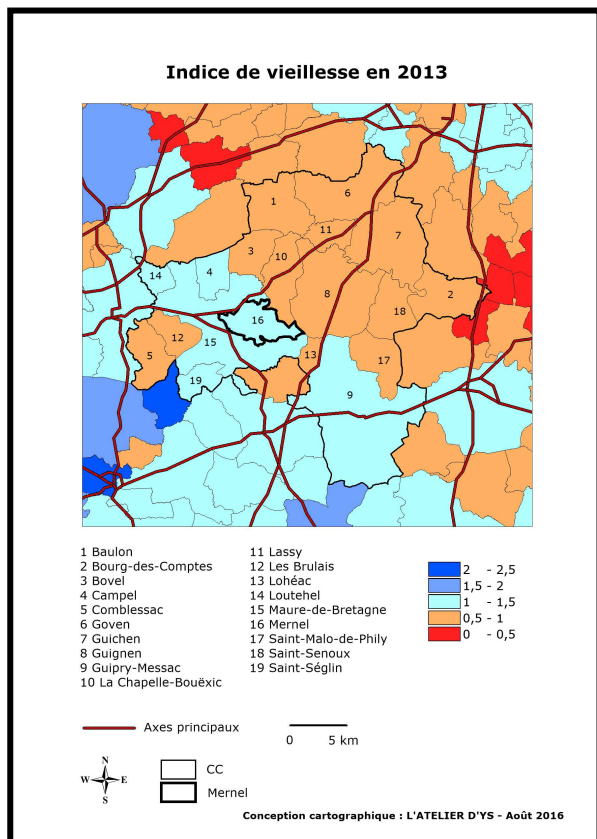 Indice de vieillesse en 2013
1
6
11
7
3
10
14
4
8
2
16
18
12
15
5
13
17
19
9
1 Baulon
2 Bourg-des-Comptes
3 Bovel
4 Campel
5 Comblessac
6 Goven
7 Guichen
8 Guignen
9 Guipry-Messac
10 La Chapelle-Bouëxic
11 Lassy
12 Les Brulais
13 Lohéac
14 Loutehel
15 Maure-de-Bretagne
16 Mernel
17 Saint-Malo-de-Phily
18 Saint-Senoux
19 Saint-Séglin
2 - 2,5
1,5 - 2
1 - 1,5
0,5 - 1
0 - 0,5
Axes principaux
0 5 km
N
W E
S
CC
Mernel
Conception cartographique : L'ATELIER D'YS - Août 2016